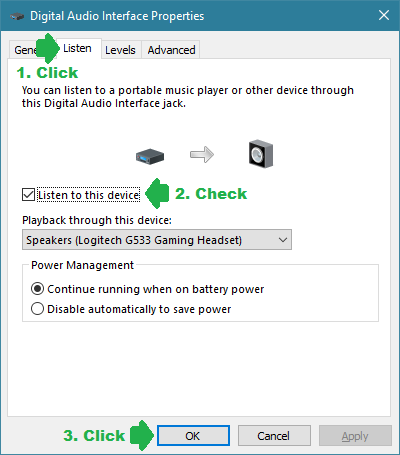 Digital Audio Interface Properties
Listen Levels Advanced
1. Click
You can listen to a portable music player or other device through
this Digital Audio Interface jack.
Listen to this device
2. Check
Playback through this device:
Speakers (Logitech G533 Gaming Headset)
Power Management
Continue running when on battery power
Disable automatically to save power
3. Click
OK Cancel Apply